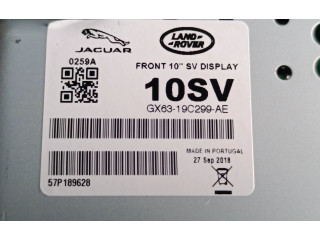 JAGUAR
LAND
ROVER
0259A
FRONT 10" SV DISPLAY
10SV
GX63-19C299-AE
57P189628
MADE IN PORTUGAL
27 Sep 2018